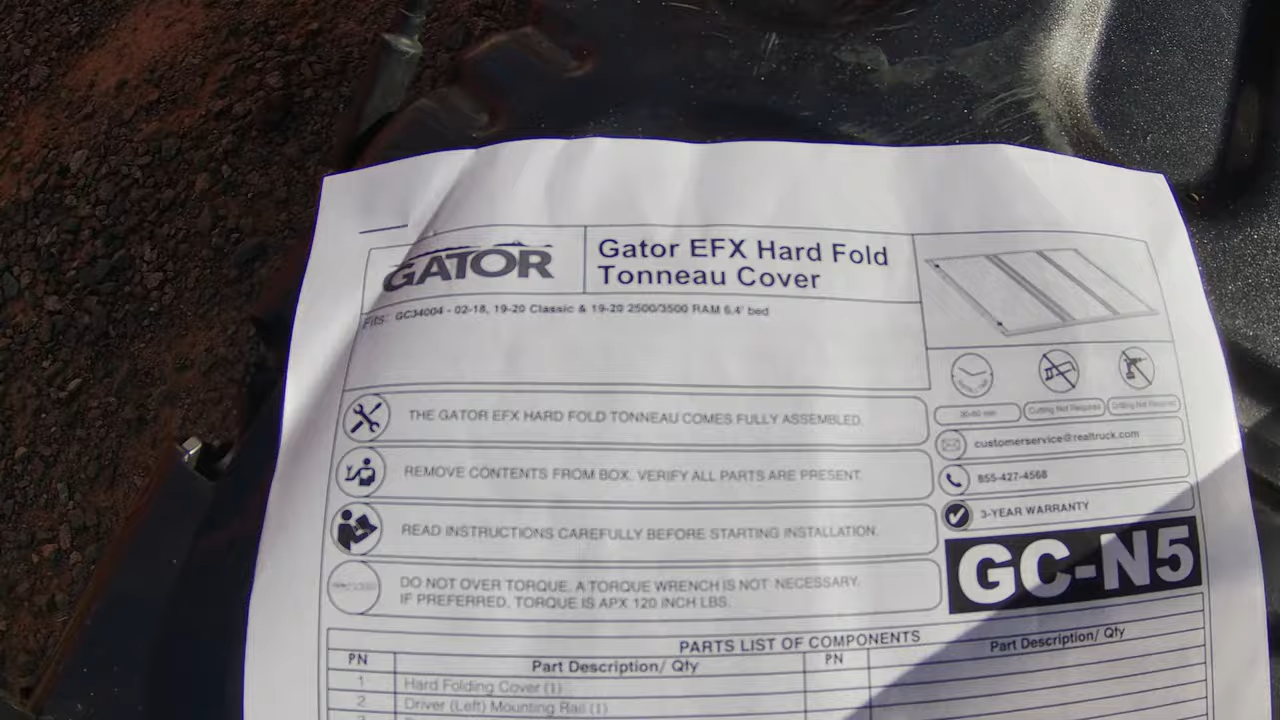 GATOR
Gator EFX Hard Fold
Tonneau Cover
Fits: GC34004 - 02-18, 19-20 Classic & 19-20 2500/3500 RAM 6.4' bed
THE GATOR EFX HARD FOLD TONNEAU COMES FULLY ASSEMBLED.
REMOVE CONTENTS FROM BOX. VERIFY ALL PARTS ARE PRESENT.
READ INSTRUCTIONS CAREFULLY BEFORE STARTING INSTALLATION.
DO NOT OVER TORQUE. A TORQUE WRENCH IS NOT NECESSARY.
IF PREFERRED, TORQUE IS APX 120 INCH LBS.
Cutting Not Required
Drilling Not Required
customerservice@realtruck.com
855-427-4568
3-YEAR WARRANTY
GC-N5
PARTS LIST OF COMPONENTS
PN Part Description/ Qty PN Part Description/ Qty
1 Hard Folding Cover (1)
2 Driver (Left) Mounting Rail (1)